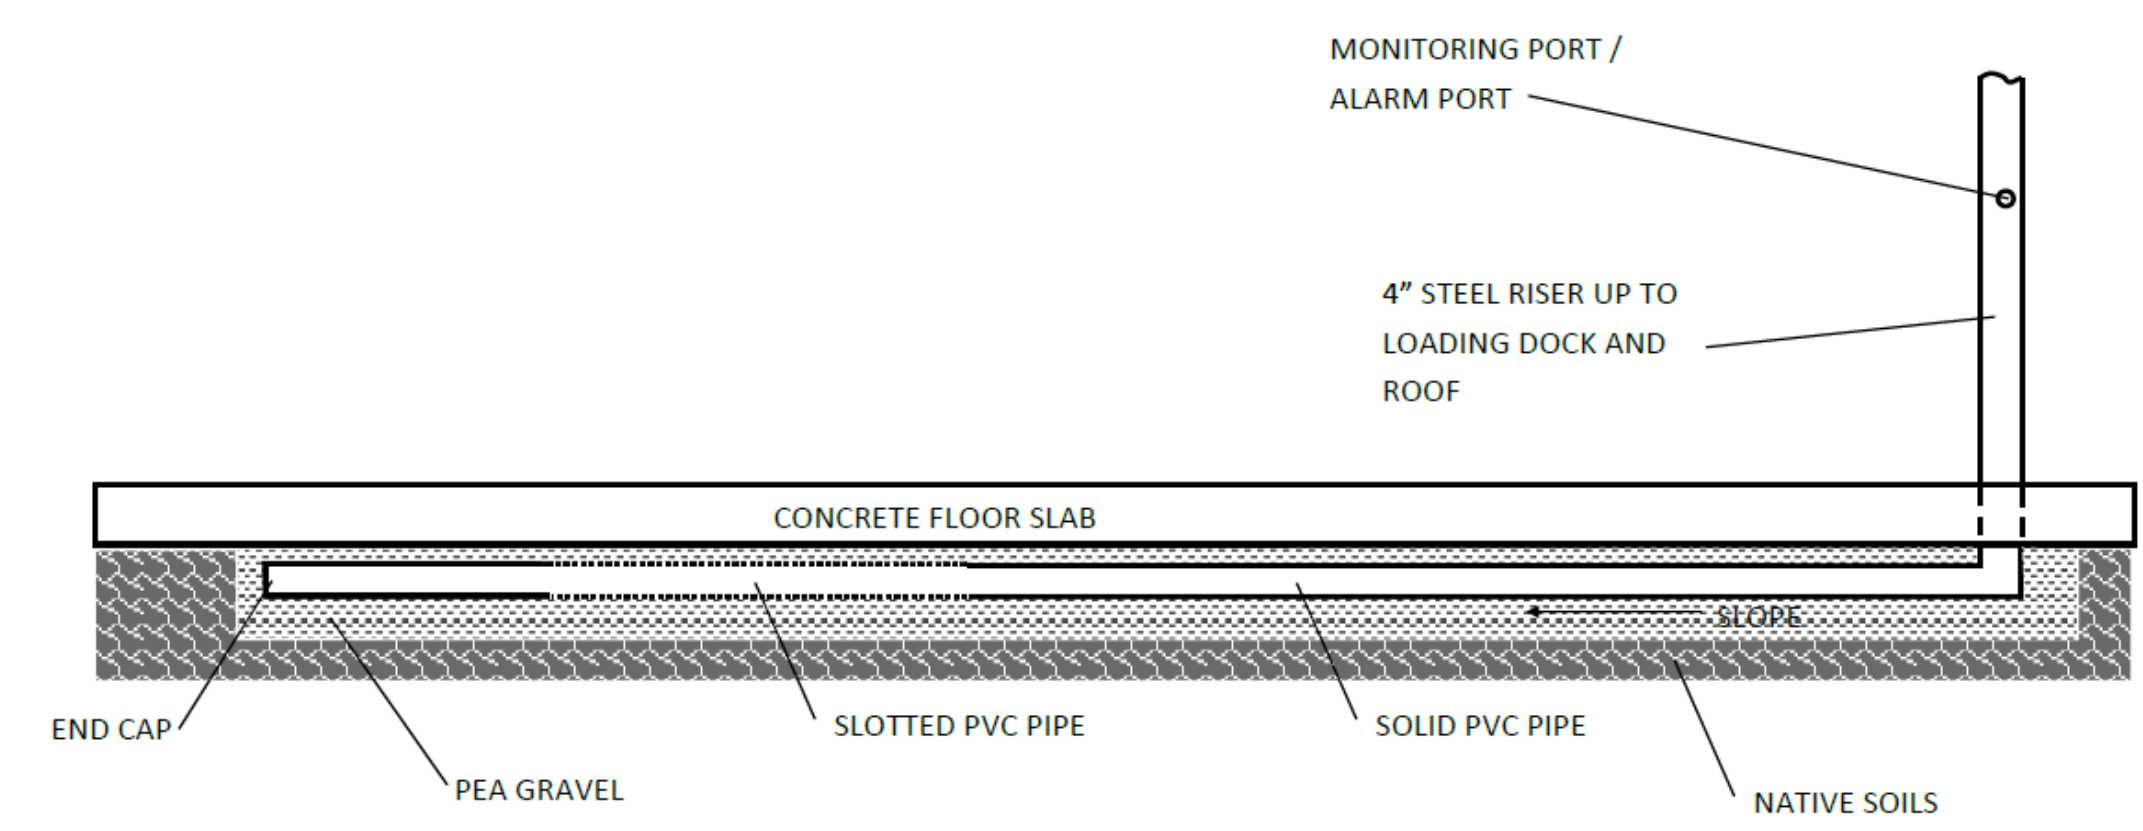 MONITORING PORT /
ALARM PORT
4” STEEL RISER UP TO
LOADING DOCK AND
ROOF
CONCRETE FLOOR SLAB
SLOPE
END CAP
SLOTTED PVC PIPE
SOLID PVC PIPE
PEA GRAVEL
NATIVE SOILS